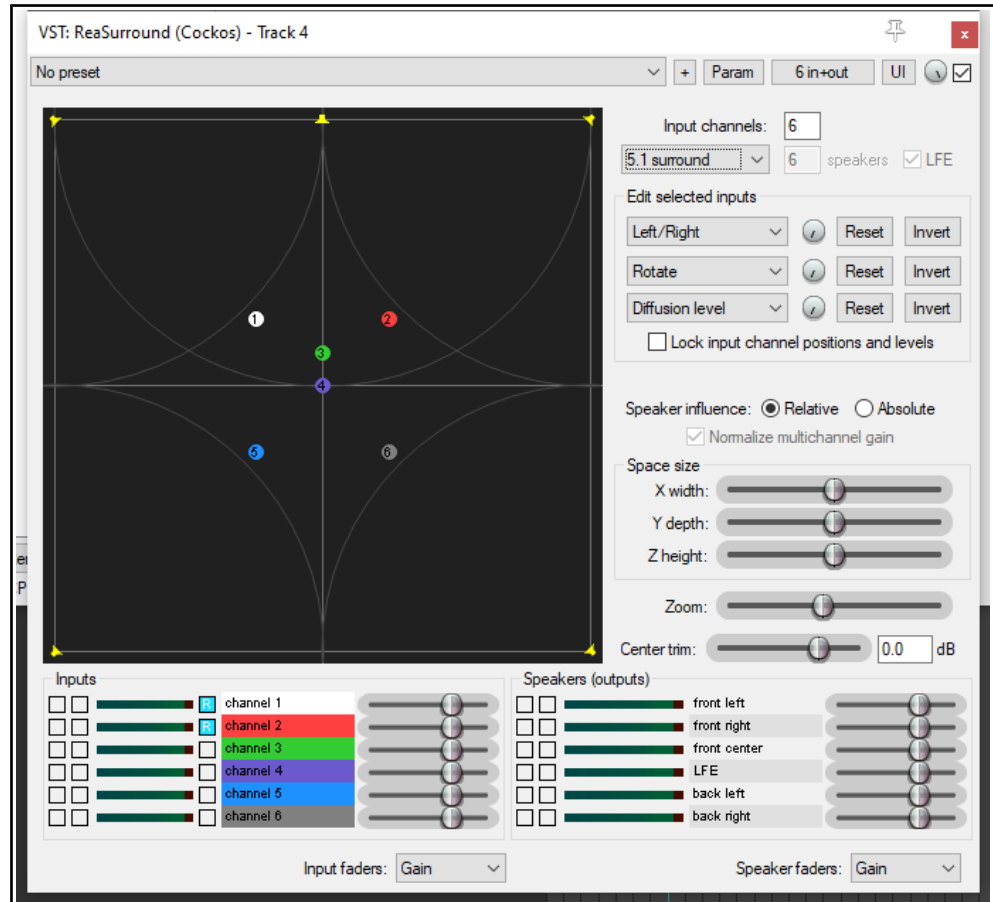 VST: ReaSurround (Cockos) - Track 4
x
No preset
+
Param
6 in+out
UI
Input channels: 6
5.1 surround
6 speakers
LFE
Edit selected inputs
Left/Right
Reset
Invert
Rotate
Reset
Invert
Diffusion level
Reset
Invert
Lock input channel positions and levels
1
2
3
4
5
6
Speaker influence: Relative Absolute
Normalize multichannel gain
Space size
X width:
Y depth:
Z height:
Zoom:
Center trim: 0.0 dB
Inputs
R channel 1
R channel 2
channel 3
channel 4
channel 5
channel 6
Input faders: Gain
Speakers (outputs)
front left
front right
front center
LFE
back left
back right
Speaker faders: Gain